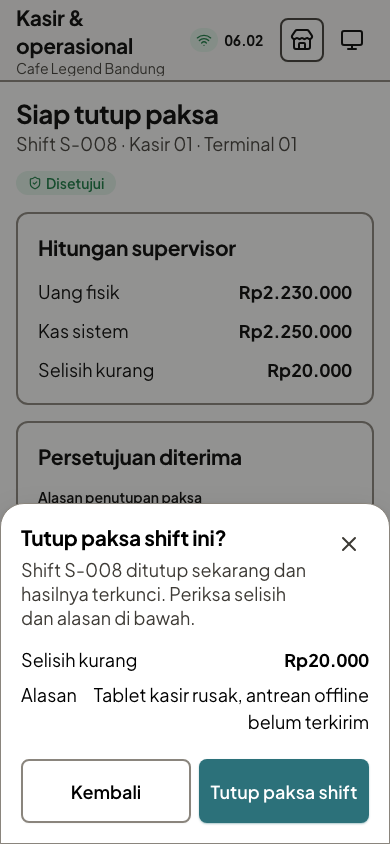 Kasir &
operasional
Cafe Legend Bandung
06.02
Siap tutup paksa
Shift S-008 · Kasir 01 · Terminal 01
Disetujui
Hitungan supervisor
Uang fisik Rp2.230.000
Kas sistem Rp2.250.000
Selisih kurang Rp20.000
Persetujuan diterima
Alasan penutupan paksa
Tutup paksa shift ini?
Shift S-008 ditutup sekarang dan
hasilnya terkunci. Periksa selisih
dan alasan di bawah.
Selisih kurang Rp20.000
Alasan Tablet kasir rusak, antrean offline
belum terkirim
Kembali Tutup paksa shift